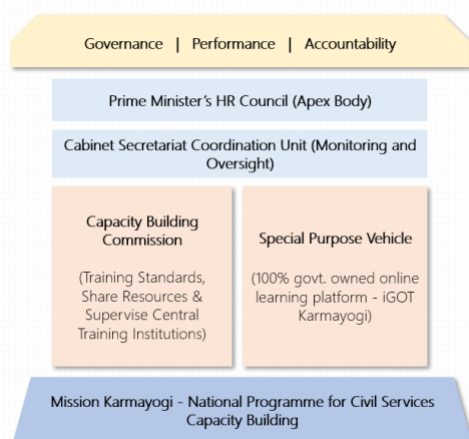 Governance | Performance | Accountability
Prime Minister's HR Council (Apex Body)
Cabinet Secretariat Coordination Unit (Monitoring and
Oversight)
Capacity Building
Commission
(Training Standards,
Share Resources &
Supervise Central
Training Institutions)
Special Purpose Vehicle
(100% govt. owned online
learning platform - iGOT
Karmayogi)
Mission Karmayogi - National Programme for Civil Services
Capacity Building